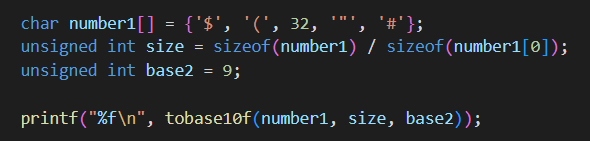 char number1[] = {'$', '(', 32, '"', '#'};
unsigned int size = sizeof(number1) / sizeof(number1[0]);
unsigned int base2 = 9;
printf("%f\n", tobase10f(number1, size, base2));